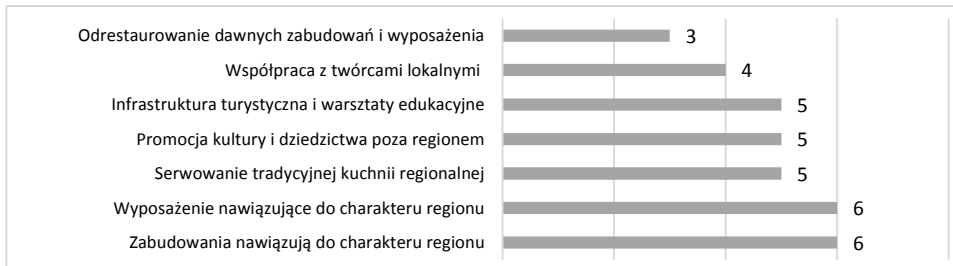 Odrestaurowanie dawnych zabudowań i wyposażenia 3
Współpraca z twórcami lokalnymi 4
Infrastruktura turystyczna i warsztaty edukacyjne 5
Promocja kultury i dziedzictwa poza regionem 5
Serwowanie tradycyjnej kuchnii regionalnej 5
Wyposażenie nawiązujące do charakteru regionu 6
Zabudowania nawiązują do charakteru regionu 6